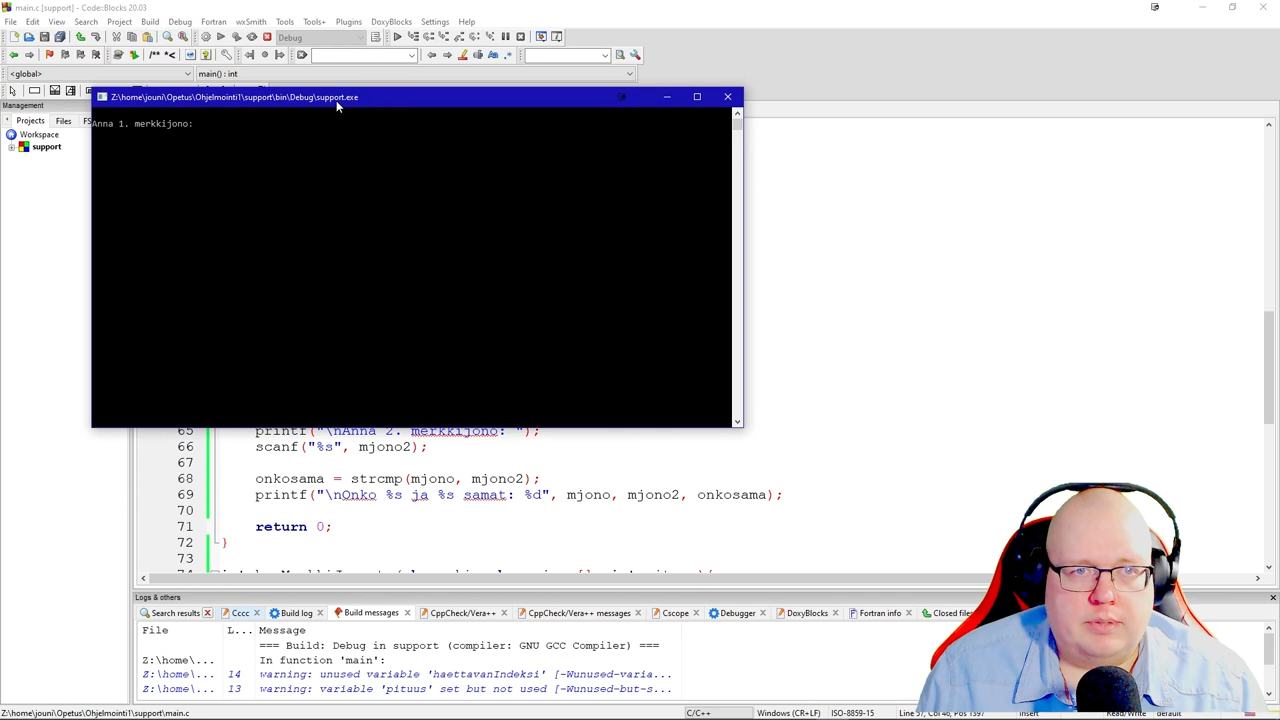 main.c [support] - Code::Blocks 20.03
File Edit View Search Project Build Debug Fortran wxSmith Tools Tools+ Plugins DoxyBlocks Settings Help
Debug
/** *<
<global> main() : int
Management
Projects Files FS
Workspace
support
Z:\home\jouni\Opetus\Ohjelmointi1\support\bin\Debug\support.exe
Anna 1. merkkijono:
65 printf("\nAnna 2. merkkijono: ");
66 scanf("%s", mjono2);
67
68 onkosama = strcmp(mjono, mjono2);
69 printf("\nOnko %s ja %s samat: %d", mjono, mjono2, onkosama);
70
71 return 0;
72 }
73
Logs & others
Search results Cccc Build log Build messages CppCheck/Vera++ CppCheck/Vera++ messages Cscope Debugger DoxyBlocks Fortran info Closed files
File L... Message
=== Build: Debug in support (compiler: GNU GCC Compiler) ===
Z:\home\... In function 'main':
Z:\home\... 14 warning: unused variable 'haettavanIndeksi' [-Wunused-varia...
Z:\home\... 13 warning: variable 'pituus' set but not used [-Wunused-but-s...
Z:\home\jouni\Opetus\Ohjelmointi1\support\main.c C/C++ Windows (CR+LF) ISO-8859-15 Line 57, Col 46, Pos 1597 Insert Read/Write default